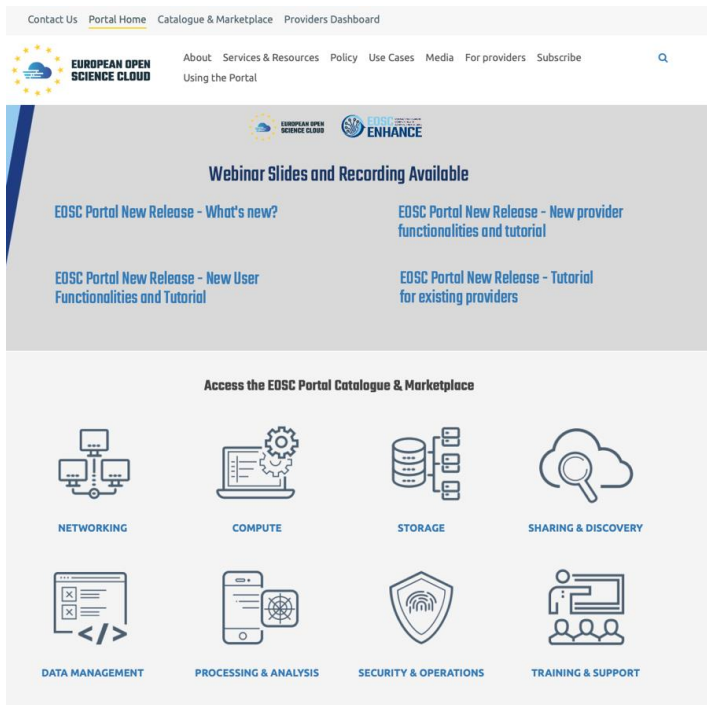 Contact Us Portal Home Catalogue & Marketplace Providers Dashboard
EUROPEAN OPEN
SCIENCE CLOUD
About Services & Resources Policy Use Cases Media For providers Subscribe
Using the Portal
EUROPEAN OPEN
SCIENCE CLOUD
EOSC
ENHANCE
Webinar Slides and Recording Available
EOSC Portal New Release - What's new?
EOSC Portal New Release - New provider
functionalities and tutorial
EOSC Portal New Release - New User
Functionalities and Tutorial
EOSC Portal New Release - Tutorial
for existing providers
Access the EOSC Portal Catalogue & Marketplace
NETWORKING
COMPUTE
STORAGE
SHARING & DISCOVERY
DATA MANAGEMENT
PROCESSING & ANALYSIS
SECURITY & OPERATIONS
TRAINING & SUPPORT